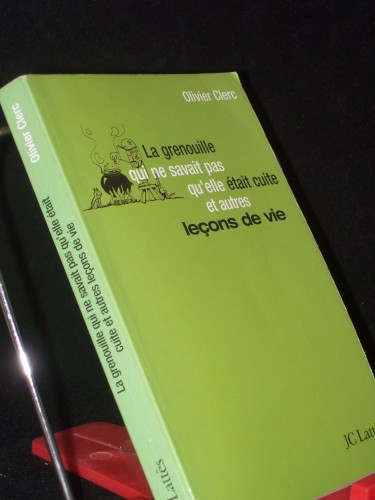 Olivier Clerc
La grenouille
qui ne savait pas
qu'elle était cuite
et autres
leçons de vie
JC Latt
Olivier Clerc
La grenouille qui ne savait pas qu'elle était
cuite et autres leçons de vie
Lattès